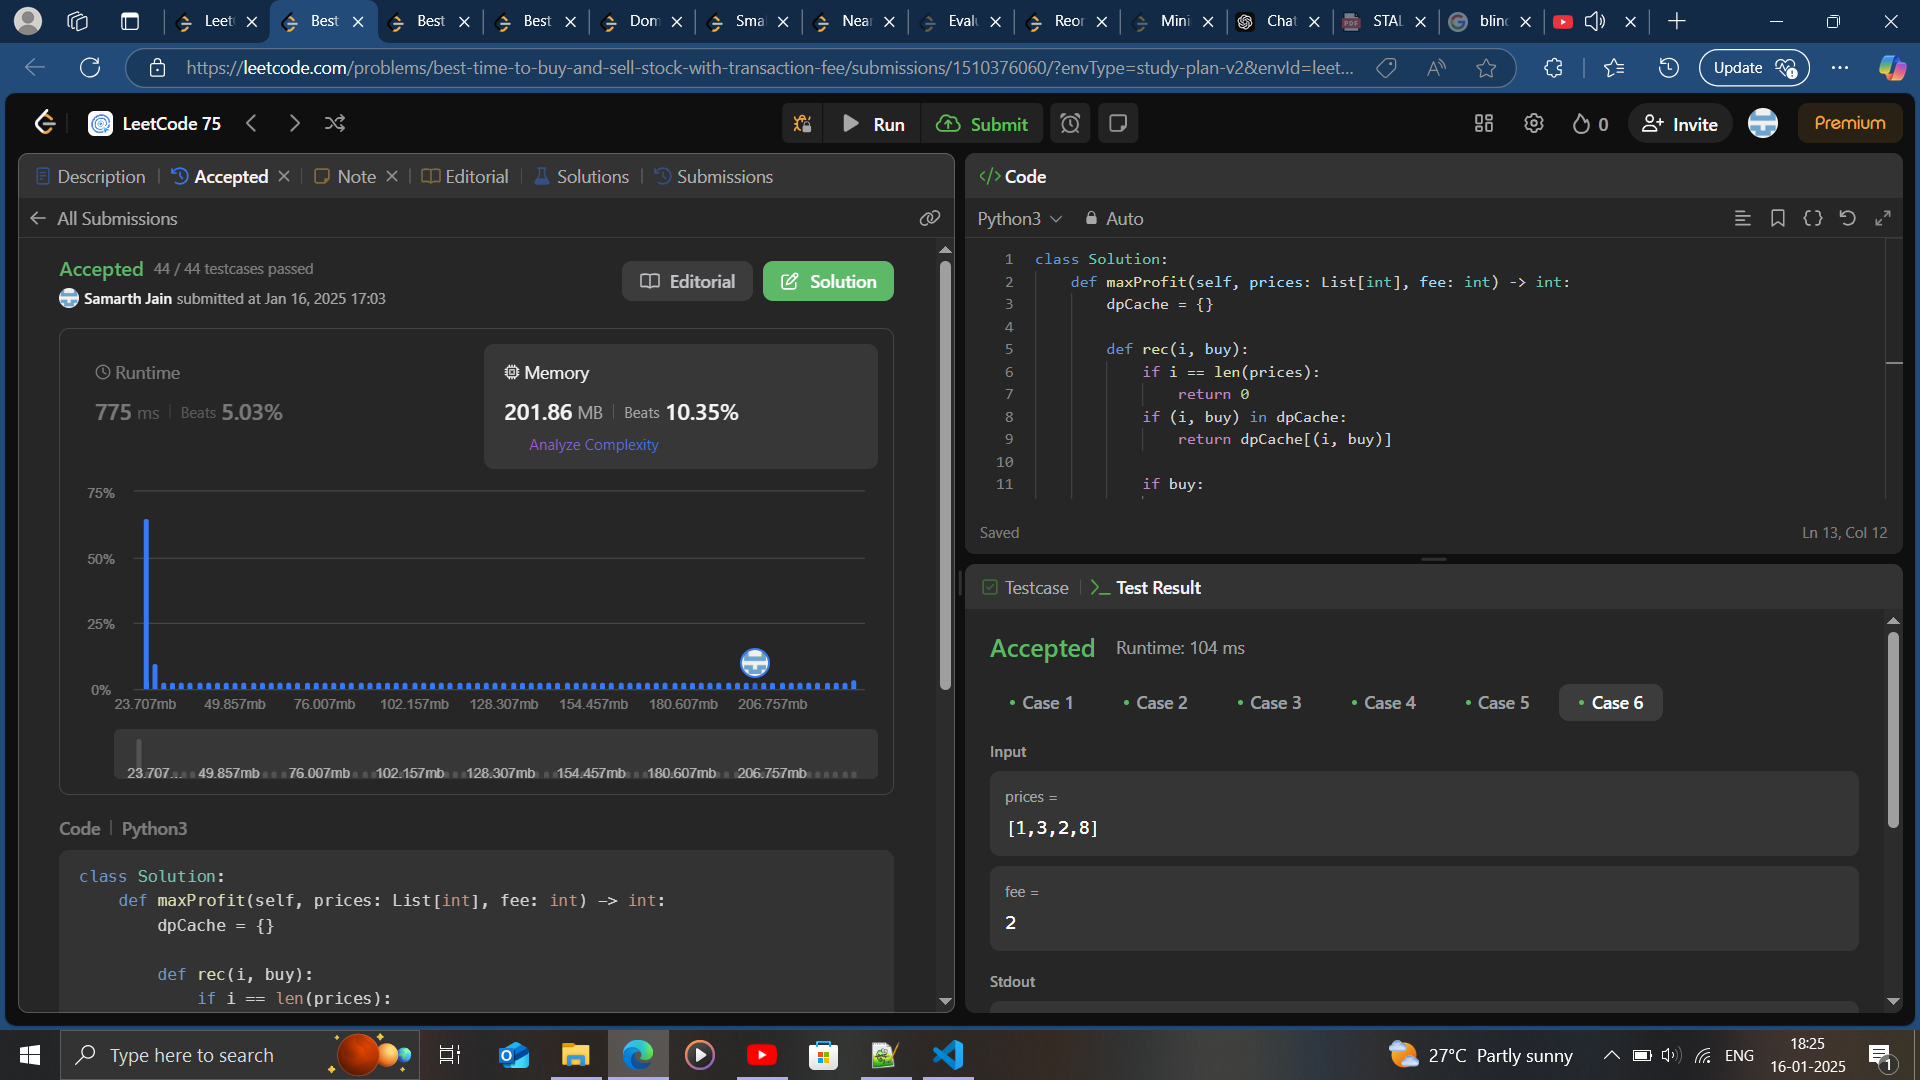 Leet
Best
Best
Best
Dom
Sma
Near
Evalu
Reor
Mini
Chat
STAL
blind
https://leetcode.com/problems/best-time-to-buy-and-sell-stock-with-transaction-fee/submissions/1510376060/?envType=study-plan-v2&envId=leet...
Update
LeetCode 75
Run
Submit
0
Invite
Premium
Description
Accepted
Note
Editorial
Solutions
Submissions
All Submissions
Accepted 44 / 44 testcases passed
Samarth Jain submitted at Jan 16, 2025 17:03
Editorial
Solution
Runtime
775 ms Beats 5.03%
Memory
201.86 MB Beats 10.35%
Analyze Complexity
75%
50%
25%
0%
23.707mb 49.857mb 76.007mb 102.157mb 128.307mb 154.457mb 180.607mb 206.757mb
23.707... 49.857mb 76.007mb 102.157mb 128.307mb 154.457mb 180.607mb 206.757mb
Code | Python3
class Solution:
def maxProfit(self, prices: List[int], fee: int) -> int:
dpCache = {}
def rec(i, buy):
if i == len(prices):
</> Code
Python3
Auto
1 class Solution:
2 def maxProfit(self, prices: List[int], fee: int) -> int:
3 dpCache = {}
4
5 def rec(i, buy):
6 if i == len(prices):
7 return 0
8 if (i, buy) in dpCache:
9 return dpCache[(i, buy)]
10
11 if buy:
Saved
Ln 13, Col 12
Testcase
Test Result
Accepted Runtime: 104 ms
Case 1
Case 2
Case 3
Case 4
Case 5
Case 6
Input
prices =
[1,3,2,8]
fee =
2
Stdout
Type here to search
27°C Partly sunny
ENG
18:25
16-01-2025
1